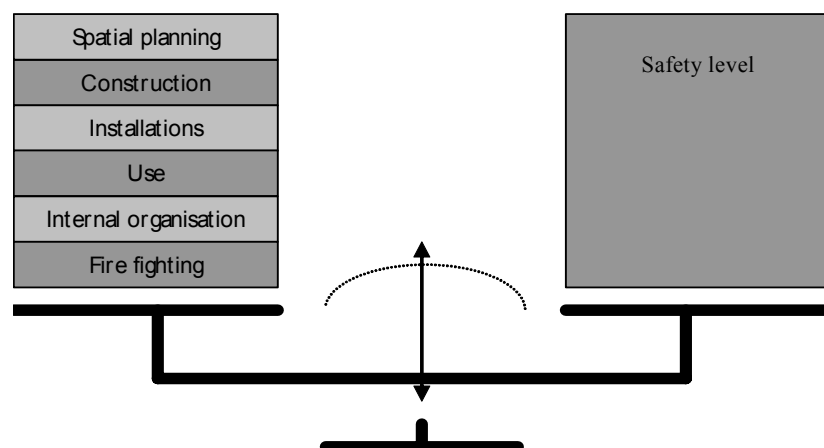 Spatial planning
Construction
Installations
Use
Internal organisation
Fire fighting
Safety level